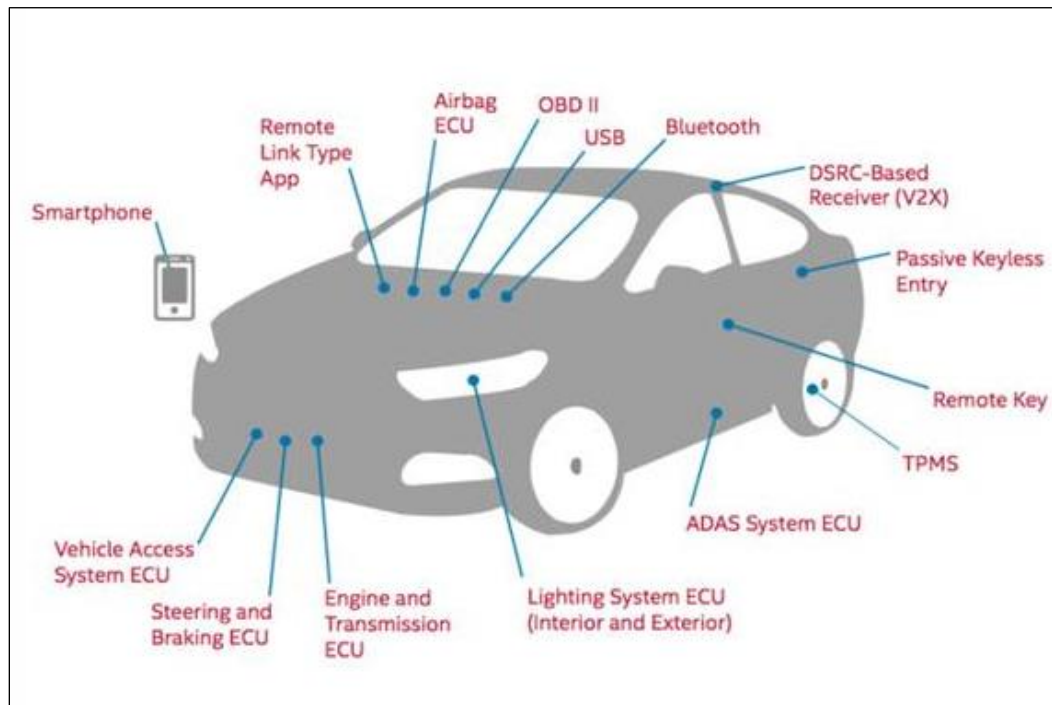 Airbag
ECU
OBD II
USB
Bluetooth
Remote
Link Type
App
DSRC-Based
Receiver (V2X)
Smartphone
Passive Keyless
Entry
Remote Key
TPMS
ADAS System ECU
Vehicle Access
System ECU
Steering and
Braking ECU
Engine and
Transmission
ECU
Lighting System ECU
(Interior and Exterior)